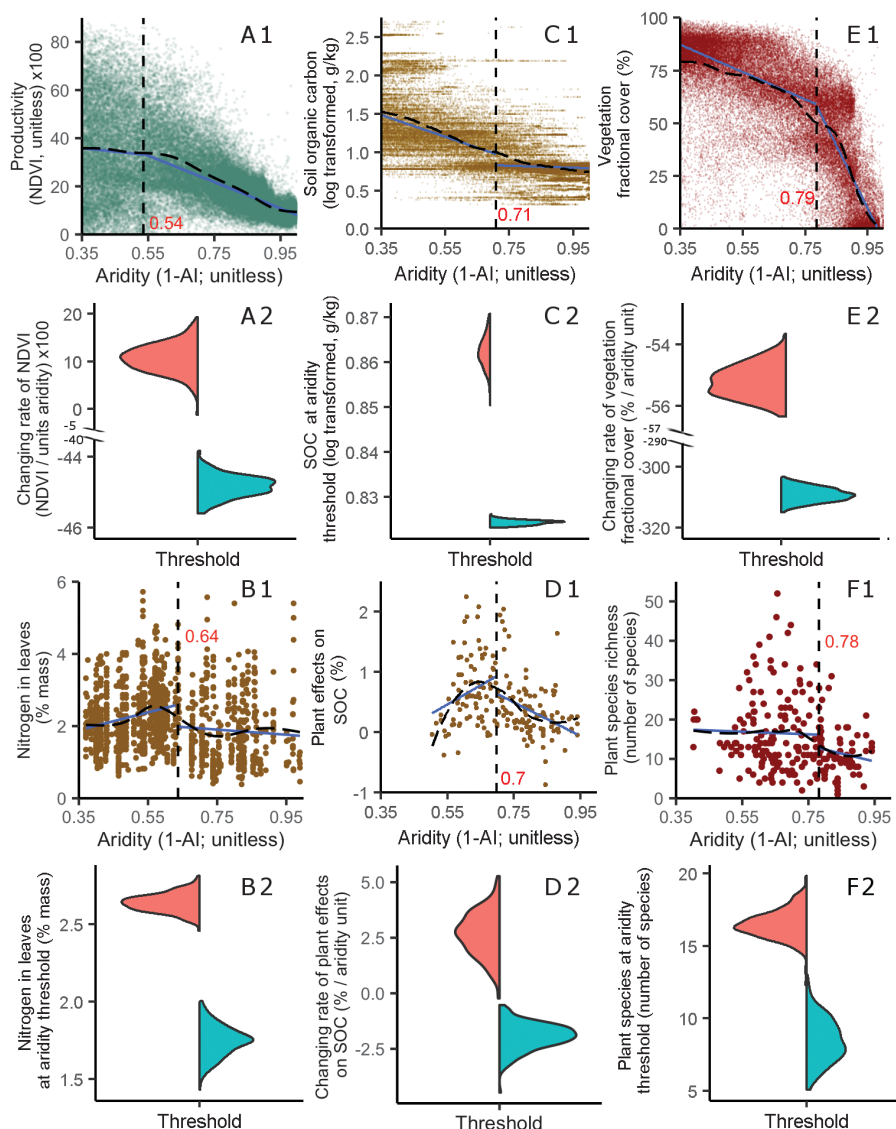 A1
Productivity
(NDVI, unitless) x100
80
60
40
20
0
0.54
0.35
0.55
0.75
0.95
Aridity (1-AI; unitless)
C1
Soil organic carbon
(log transformed, g/kg)
2.5
2.0
1.5
1.0
0.5
0.0
0.71
0.35
0.55
0.75
0.95
Aridity (1-AI; unitless)
E1
Vegetation
fractional cover (%)
100
75
50
25
0
0.79
0.35
0.55
0.75
0.95
Aridity (1-AI; unitless)
A2
Changing rate of NDVI
(NDVI / units aridity) x100
20
10
0
-5
-40
-44
-46
Threshold
C2
SOC at aridity
threshold (log transformed, g/kg)
0.87
0.86
0.85
0.84
0.83
Threshold
E2
Changing rate of vegetation
fractional cover (% / aridity unit)
-54
-56
-57
-290
-310
-320
Threshold
B1
Nitrogen in leaves
(% mass)
6
4
2
0
0.64
0.35
0.55
0.75
0.95
Aridity (1-AI; unitless)
D1
Plant effects on
SOC (%)
2
1
0
-1
0.7
0.35
0.55
0.75
0.95
Aridity (1-AI; unitless)
F1
Plant species richness
(number of species)
50
40
30
20
10
0
0.78
0.35
0.55
0.75
0.95
Aridity (1-AI; unitless)
B2
Nitrogen in leaves
at aridity threshold (% mass)
2.5
2.0
1.5
Threshold
D2
Changing rate of plant effects
on SOC (% / aridity unit)
5.0
2.5
0.0
-2.5
Threshold
F2
Plant species at aridity
threshold (number of species)
20
15
10
5
Threshold